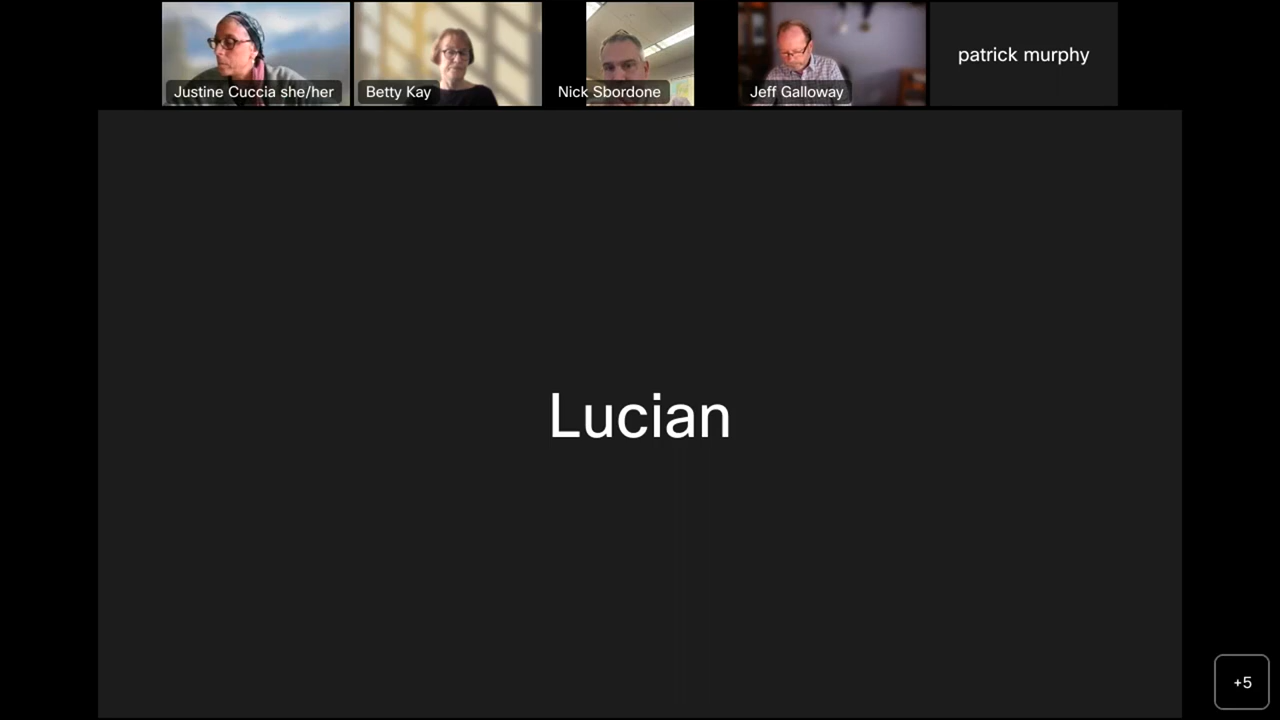 Justine Cuccia she/her
Betty Kay
Nick Sbordone
Jeff Galloway
patrick murphy
Lucian
+5